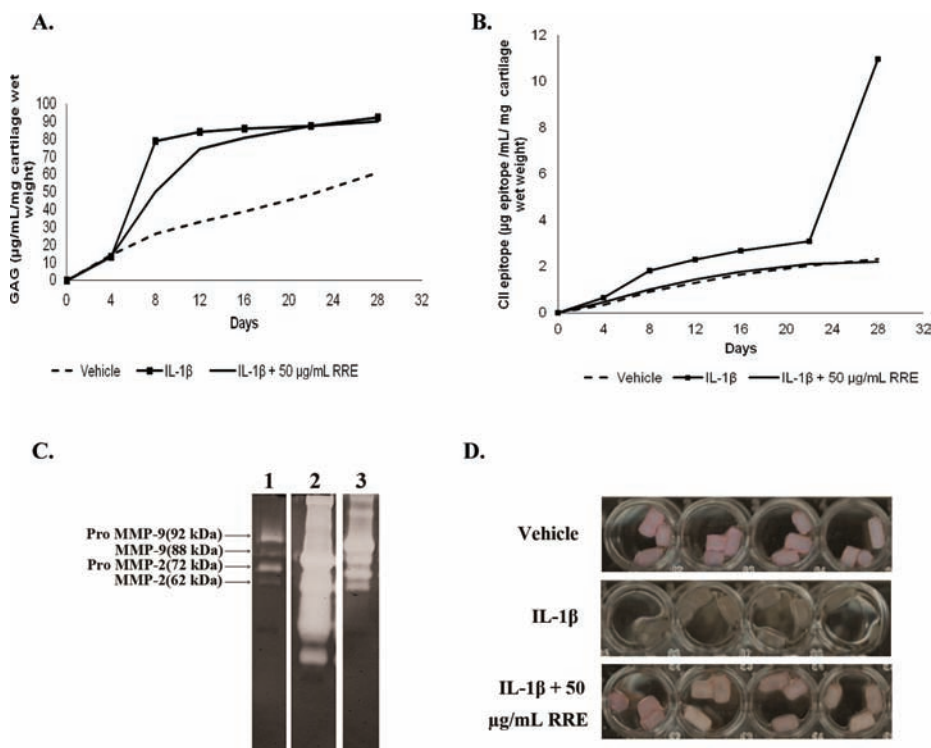 A.
GAG (µg/mL/mg cartilage wet
weight)
100
90
80
70
60
50
40
30
20
10
0
0 4 8 12 16 20 24 28 32
Days
Vehicle IL-1β IL-1β + 50 µg/mL RRE
B.
CII epitope (µg epitope /mL/ mg cartilage
wet weight)
12
10
8
6
4
2
0
0 4 8 12 16 20 24 28 32
Days
Vehicle IL-1β IL-1β + 50 µg/mL RRE
C.
1 2 3
Pro MMP-9(92 kDa)
MMP-9(88 kDa)
Pro MMP-2(72 kDa)
MMP-2(62 kDa)
D.
Vehicle
IL-1β
IL-1β + 50
µg/mL RRE